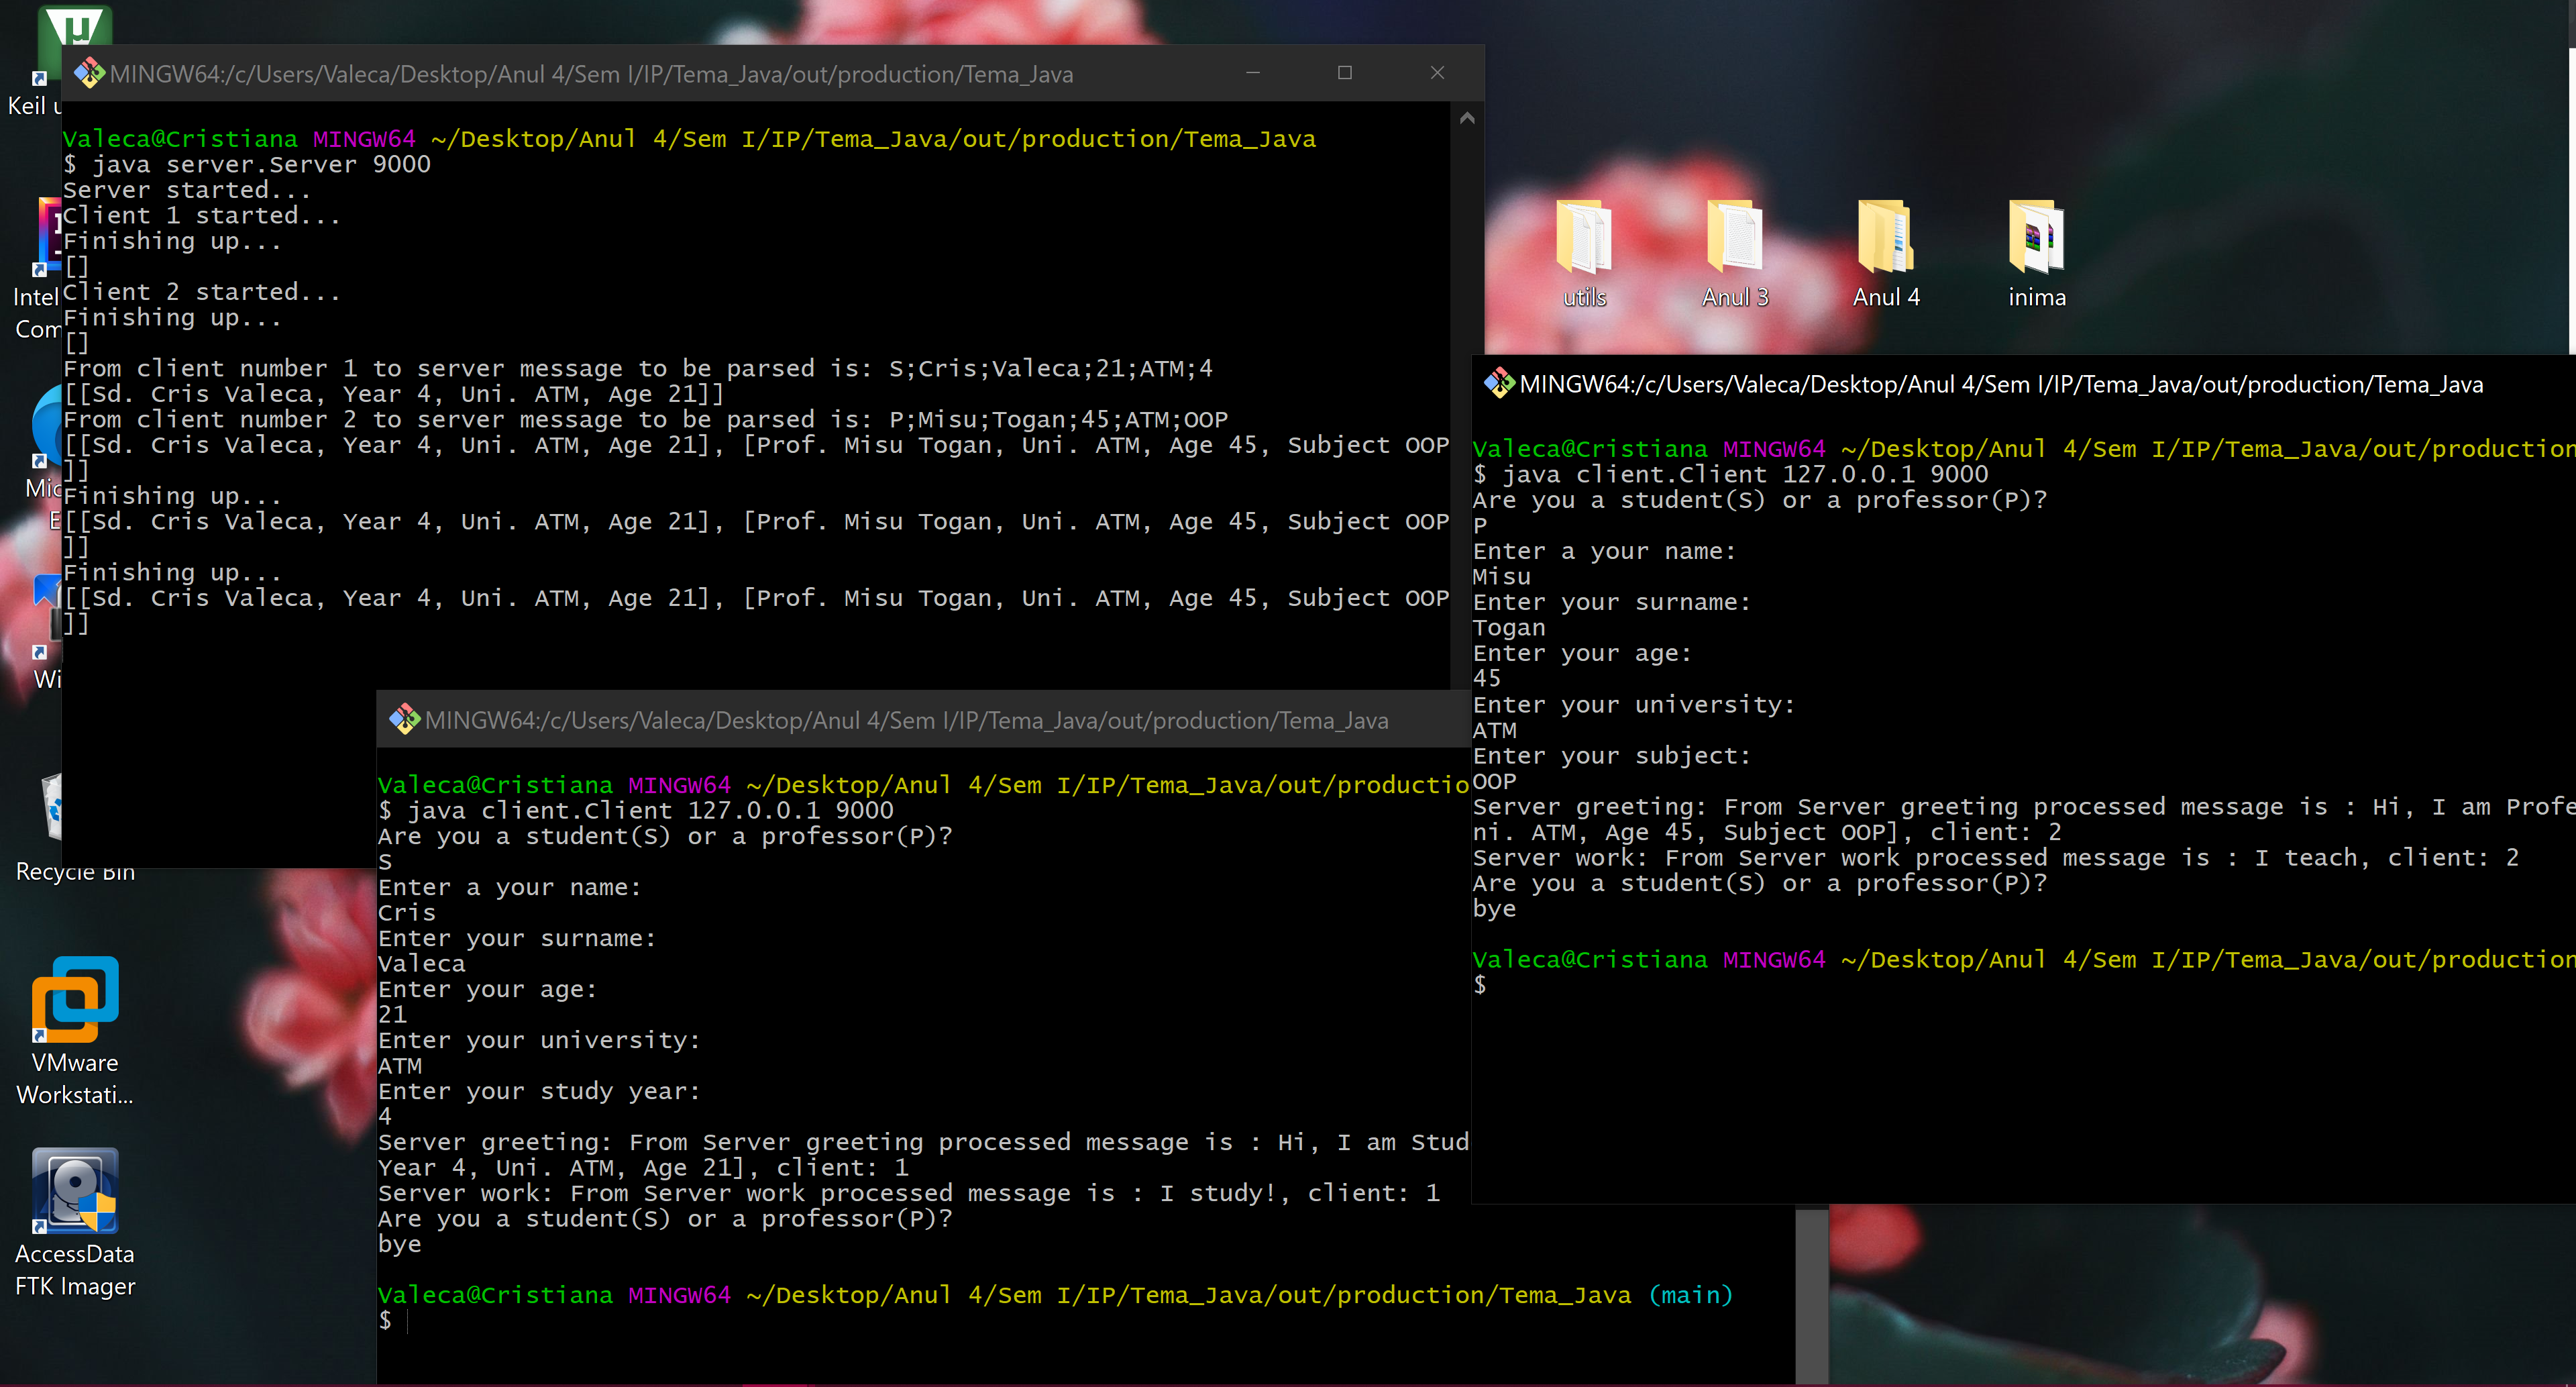 Keil u
MINGW64:/c/Users/Valeca/Desktop/Anul 4/Sem I/IP/Tema_Java/out/production/Tema_Java
Valeca@Cristiana MINGW64 ~/Desktop/Anul 4/Sem I/IP/Tema_Java/out/production/Tema_Java
$ java server.Server 9000
Server started...
Client 1 started...
Finishing up...
[]
Client 2 started...
Finishing up...
[]
From client number 1 to server message to be parsed is: S;Cris;Valeca;21;ATM;4
[[Sd. Cris Valeca, Year 4, Uni. ATM, Age 21]]
From client number 2 to server message to be parsed is: P;Misu;Togan;45;ATM;OOP
[[Sd. Cris Valeca, Year 4, Uni. ATM, Age 21], [Prof. Misu Togan, Uni. ATM, Age 45, Subject OOP
]]
Finishing up...
[[Sd. Cris Valeca, Year 4, Uni. ATM, Age 21], [Prof. Misu Togan, Uni. ATM, Age 45, Subject OOP
]]
Finishing up...
[[Sd. Cris Valeca, Year 4, Uni. ATM, Age 21], [Prof. Misu Togan, Uni. ATM, Age 45, Subject OOP
]]
Intel
Com
Mic
E
Wi
Recycle Bin
VMware
Workstati...
AccessData
FTK Imager
utils
Anul 3
Anul 4
inima
MINGW64:/c/Users/Valeca/Desktop/Anul 4/Sem I/IP/Tema_Java/out/production/Tema_Java
Valeca@Cristiana MINGW64 ~/Desktop/Anul 4/Sem I/IP/Tema_Java/out/productio
$ java client.Client 127.0.0.1 9000
Are you a student(S) or a professor(P)?
S
Enter a your name:
Cris
Enter your surname:
Valeca
Enter your age:
21
Enter your university:
ATM
Enter your study year:
4
Server greeting: From Server greeting processed message is : Hi, I am Stud
Year 4, Uni. ATM, Age 21], client: 1
Server work: From Server work processed message is : I study!, client: 1
Are you a student(S) or a professor(P)?
bye
Valeca@Cristiana MINGW64 ~/Desktop/Anul 4/Sem I/IP/Tema_Java/out/production/Tema_Java (main)
$
MINGW64:/c/Users/Valeca/Desktop/Anul 4/Sem I/IP/Tema_Java/out/production/Tema_Java
Valeca@Cristiana MINGW64 ~/Desktop/Anul 4/Sem I/IP/Tema_Java/out/production
$ java client.Client 127.0.0.1 9000
Are you a student(S) or a professor(P)?
P
Enter a your name:
Misu
Enter your surname:
Togan
Enter your age:
45
Enter your university:
ATM
Enter your subject:
OOP
Server greeting: From Server greeting processed message is : Hi, I am Profe
ni. ATM, Age 45, Subject OOP], client: 2
Server work: From Server work processed message is : I teach, client: 2
Are you a student(S) or a professor(P)?
bye
Valeca@Cristiana MINGW64 ~/Desktop/Anul 4/Sem I/IP/Tema_Java/out/production
$